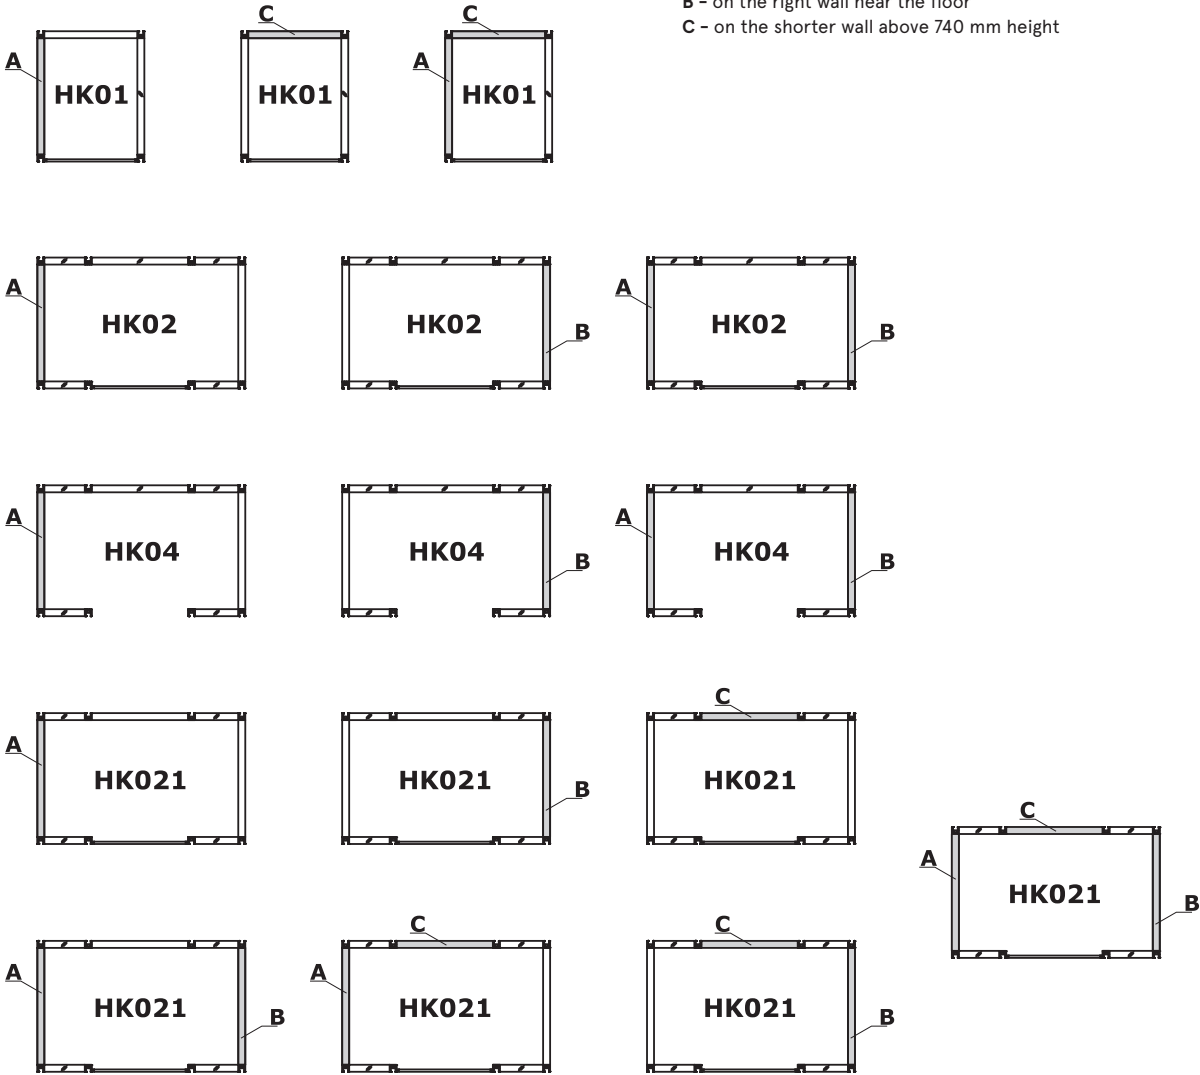 B – on the right wall near the floor
C – on the shorter wall above 740 mm height
C
C
A
A
HK01
HK01
HK01
A
A
HK02
HK02
HK02
B
B
A
A
HK04
HK04
HK04
B
B
C
A
HK021
HK021
HK021
B
C
A
HK021
B
C
C
A
A
HK021
HK021
HK021
B
B